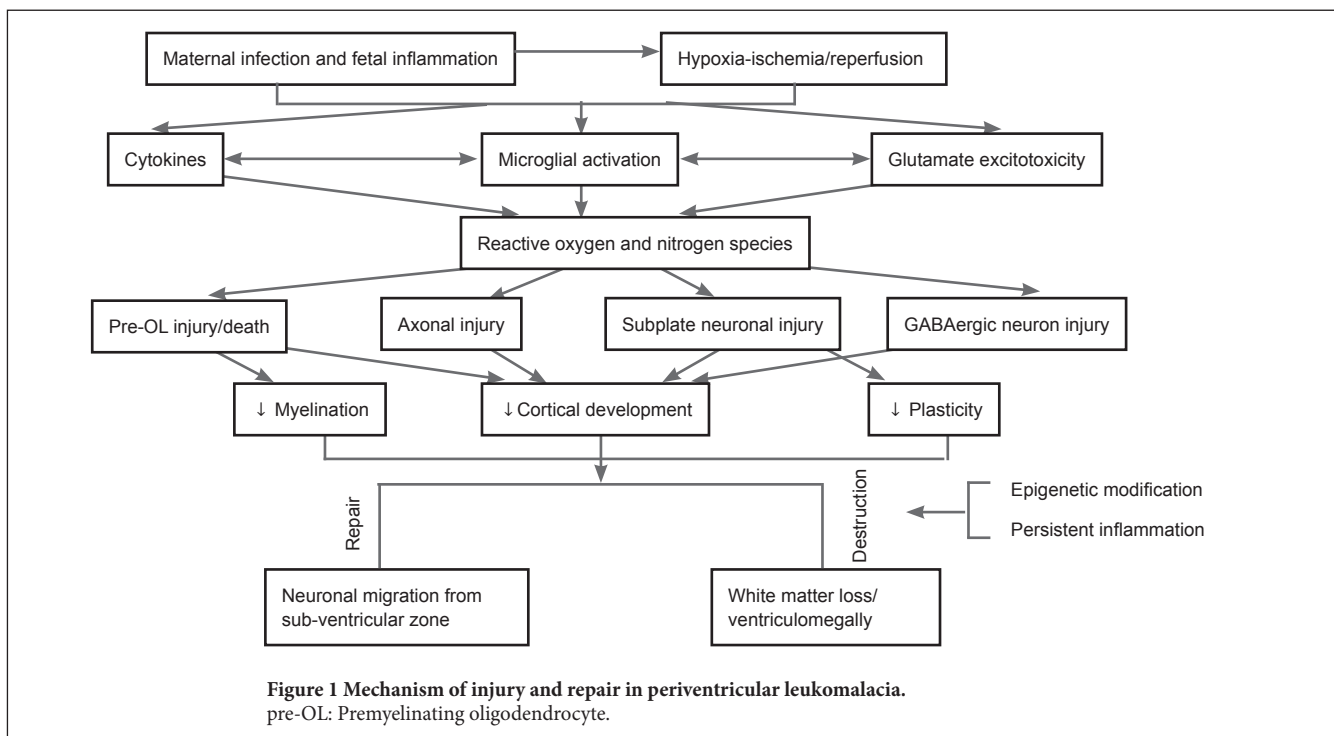 Maternal infection and fetal inflammation
Hypoxia-ischemia/reperfusion
Cytokines
Microglial activation
Glutamate excitotoxicity
Reactive oxygen and nitrogen species
Pre-OL injury/death
Axonal injury
Subplate neuronal injury
GABAergic neuron injury
↓ Myelination
↓ Cortical development
↓ Plasticity
Repair
Destruction
Epigenetic modification
Persistent inflammation
Neuronal migration from
sub-ventricular zone
White matter loss/
ventriculomegally
Figure 1 Mechanism of injury and repair in periventricular leukomalacia.
pre-OL: Premyelinating oligodendrocyte.